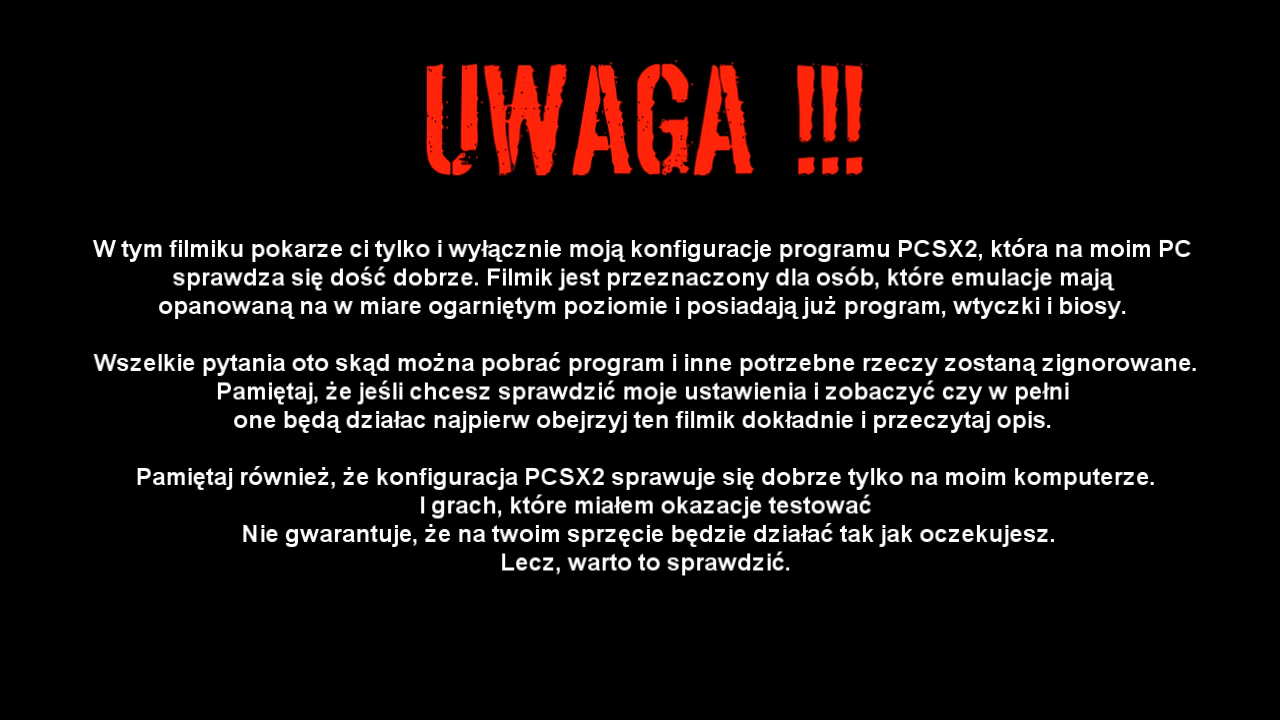 UWAGA !!!
W tym filmiku pokarze ci tylko i wyłącznie moją konfiguracje programu PCSX2, która na moim PC
sprawdza się dość dobrze. Filmik jest przeznaczony dla osób, które emulacje mają
opanowaną na w miare ogarniętym poziomie i posiadają już program, wtyczki i biosy.
Wszelkie pytania oto skąd można pobrać program i inne potrzebne rzeczy zostaną zignorowane.
Pamiętaj, że jeśli chcesz sprawdzić moje ustawienia i zobaczyć czy w pełni
one będą działac najpierw obejrzyj ten filmik dokładnie i przeczytaj opis.
Pamiętaj również, że konfiguracja PCSX2 sprawuje się dobrze tylko na moim komputerze.
I grach, które miałem okazacje testować
Nie gwarantuje, że na twoim sprzęcie będzie działać tak jak oczekujesz.
Lecz, warto to sprawdzić.